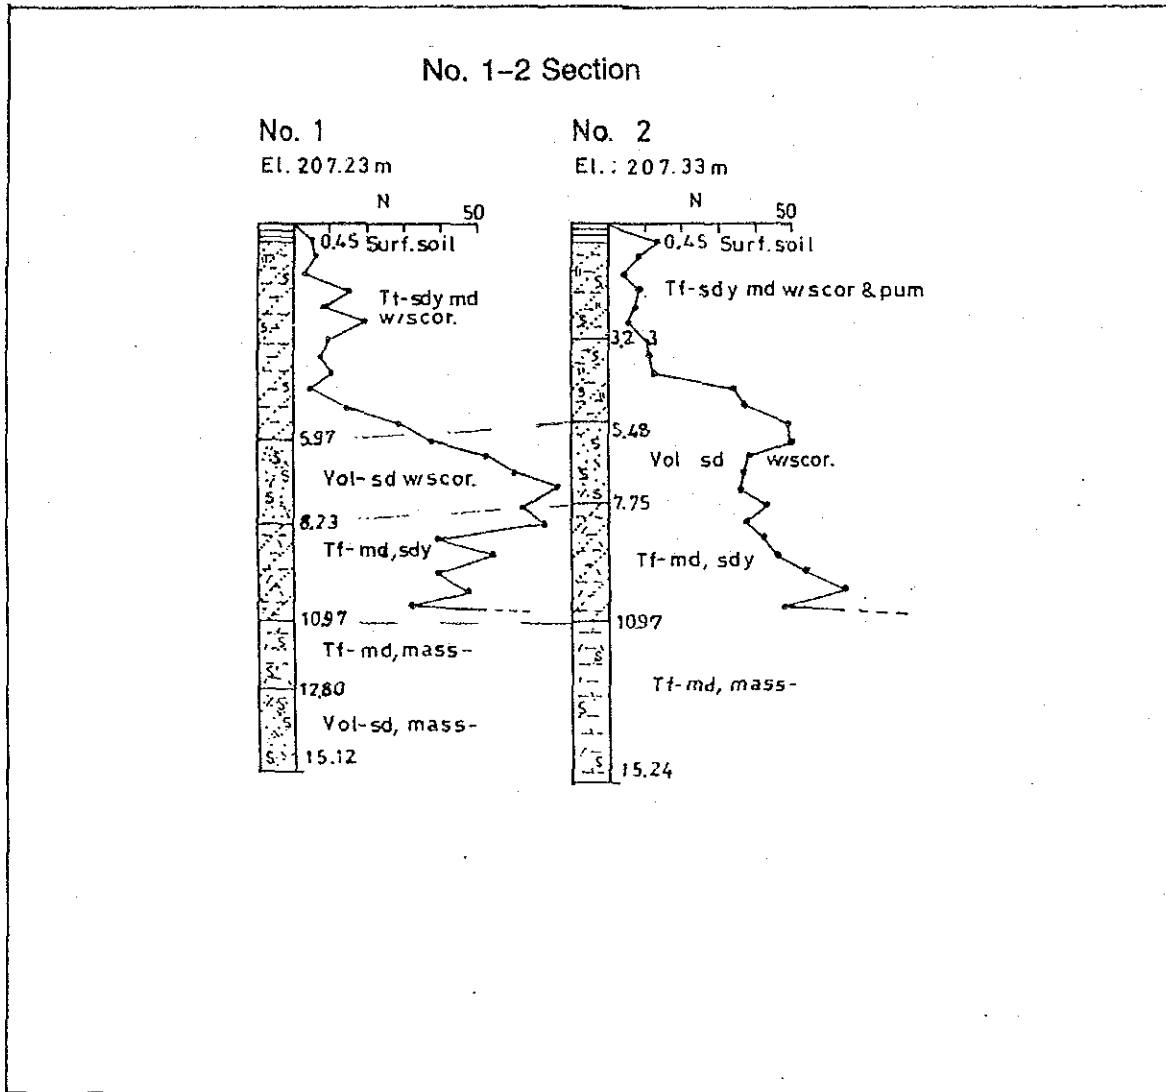 No. 1-2 Section
No. 1
El. 207.23 m
N
50
0.45 Surf. soil
Tf-sdy md
w/scor.
5.97
Vol-sd w/scor.
8.23
Tf-md, sdy
10.97
Tf-md, mass-
12.80
Vol-sd, mass-
15.12
No. 2
El.: 207.33 m
N
50
0.45 Surf. soil
Tf-sdy md w/scor & pum
3.23
5.48
Vol sd w/scor.
7.75
Tf-md, sdy
10.97
Tf-md, mass-
15.24